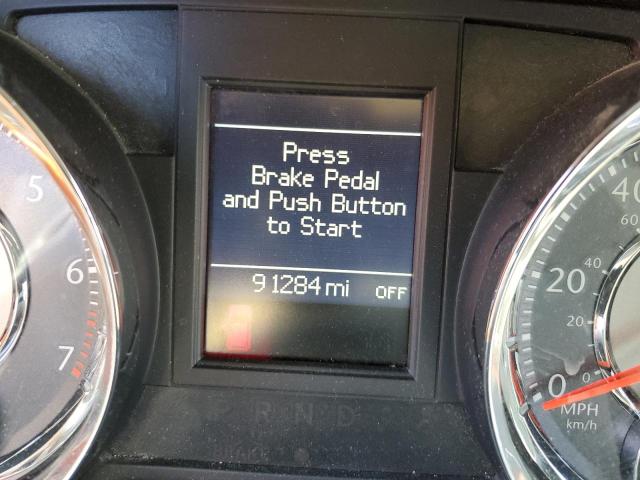 Press
Brake Pedal
and Push Button
to Start
91284 mi OFF
5
6
7
40
60
20
40
20
0
0
MPH
km/h